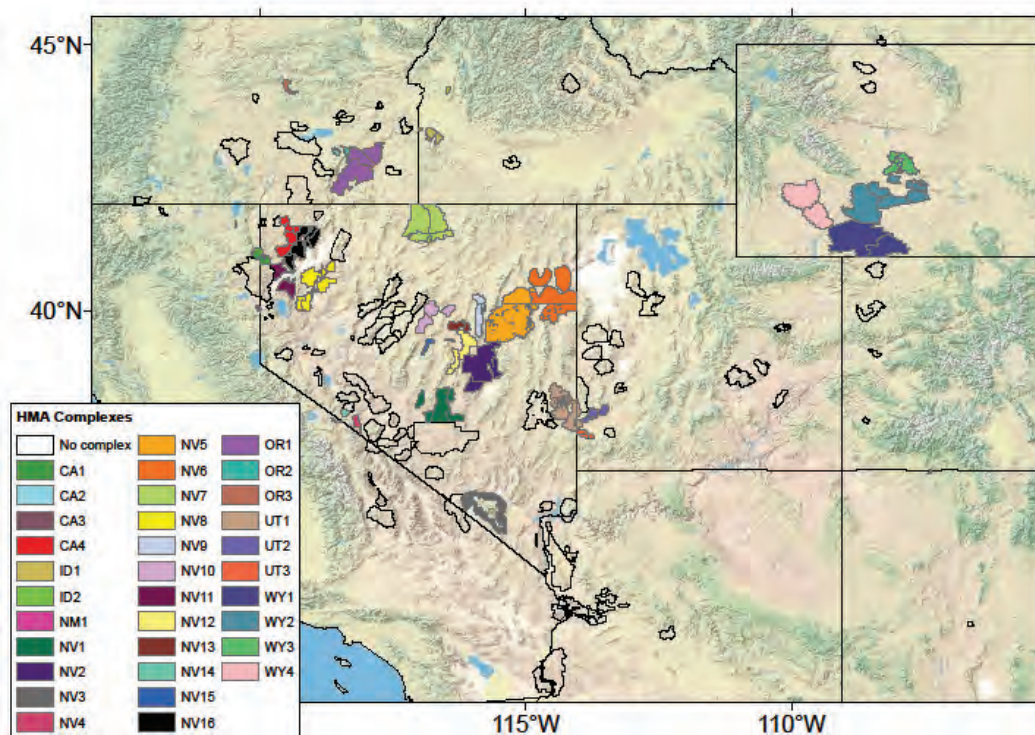 45°N
40°N
HMA Complexes
No complex
CA1
CA2
CA3
CA4
ID1
ID2
NM1
NV1
NV2
NV3
NV4
NV5
NV6
NV7
NV8
NV9
NV10
NV11
NV12
NV13
NV14
NV15
NV16
OR1
OR2
OR3
UT1
UT2
UT3
WY1
WY2
WY3
WY4
115°W
110°W